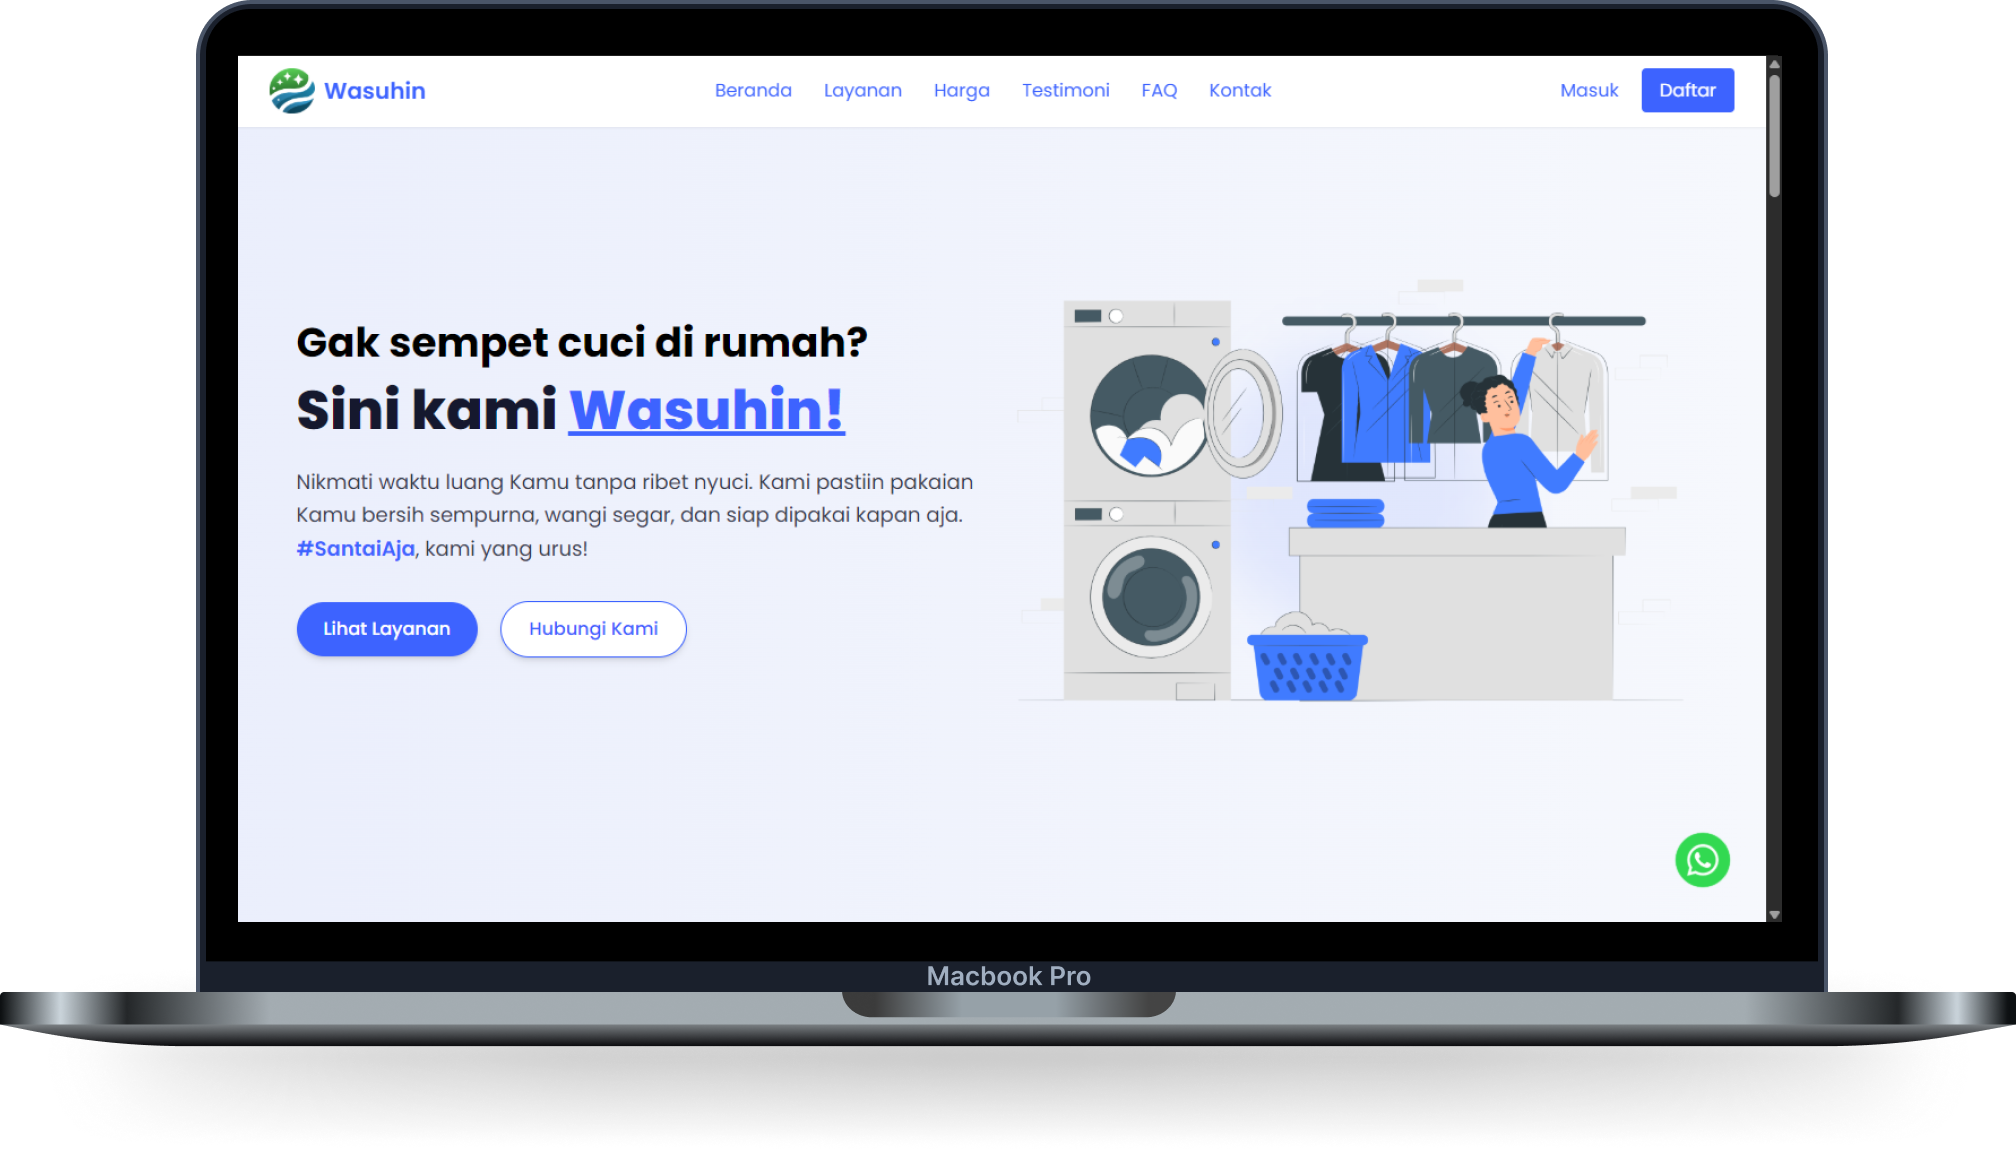 Wasuhin
Beranda Layanan Harga Testimoni FAQ Kontak
Masuk Daftar
Gak sempet cuci di rumah?
Sini kami Wasuhin!
Nikmati waktu luang Kamu tanpa ribet nyuci. Kami pastiin pakaian
Kamu bersih sempurna, wangi segar, dan siap dipakai kapan aja.
#SantaiAja, kami yang urus!
Lihat Layanan Hubungi Kami
Macbook Pro